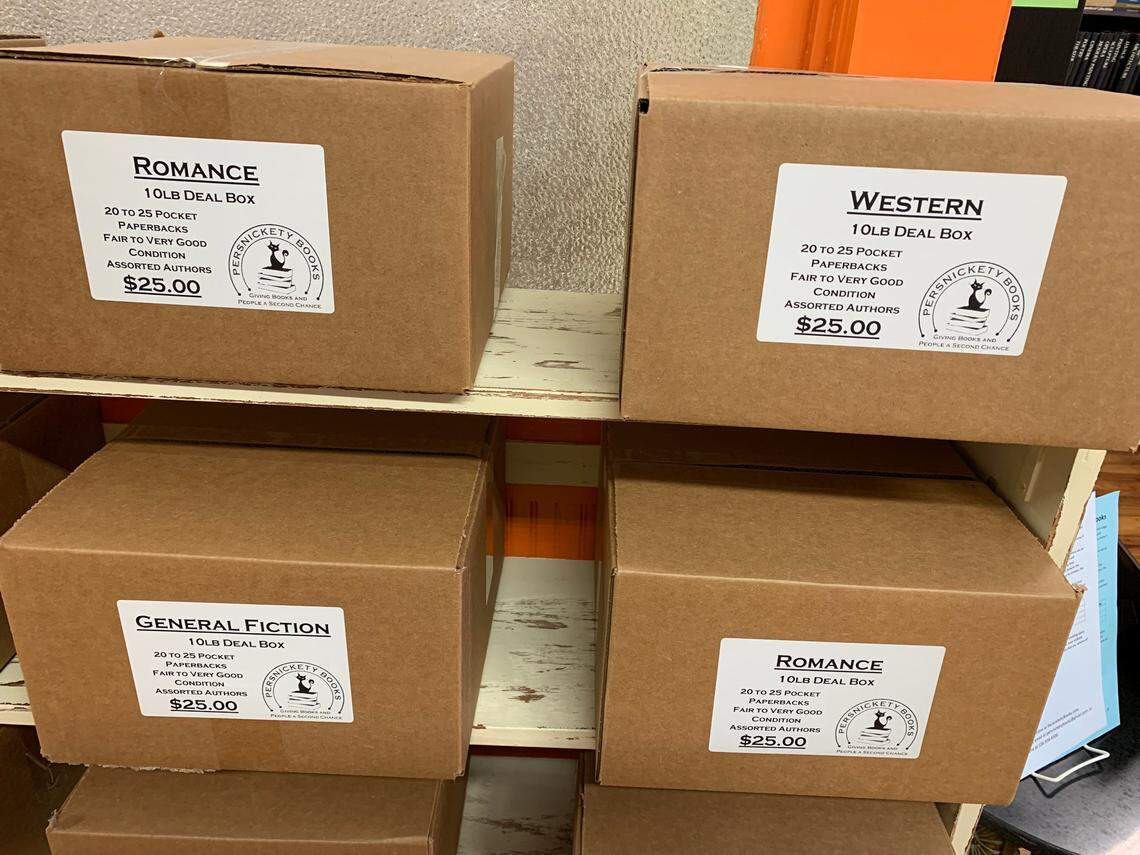 ROMANCE
10LB DEAL BOX
20 TO 25 POCKET
PAPERBACKS
FAIR TO VERY GOOD
CONDITION
ASSORTED AUTHORS
$25.00
PERSNICKETY BOOKS
GIVING BOOKS AND
PEOPLE A SECOND CHANCE
WESTERN
10LB DEAL BOX
20 TO 25 POCKET
PAPERBACKS
FAIR TO VERY GOOD
CONDITION
ASSORTED AUTHORS
$25.00
PERSNICKETY BOOKS
GIVING BOOKS AND
PEOPLE A SECOND CHANCE
GENERAL FICTION
10LB DEAL BOX
20 TO 25 POCKET
PAPERBACKS
FAIR TO VERY GOOD
CONDITION
ASSORTED AUTHORS
$25.00
PERSNICKETY BOOKS
GIVING BOOKS AND
PEOPLE A SECOND CHANCE
ROMANCE
10LB DEAL BOX
20 TO 25 POCKET
PAPERBACKS
FAIR TO VERY GOOD
CONDITION
ASSORTED AUTHORS
$25.00
PERSNICKETY BOOKS
GIVING BOOKS AND
PEOPLE A SECOND CHANCE